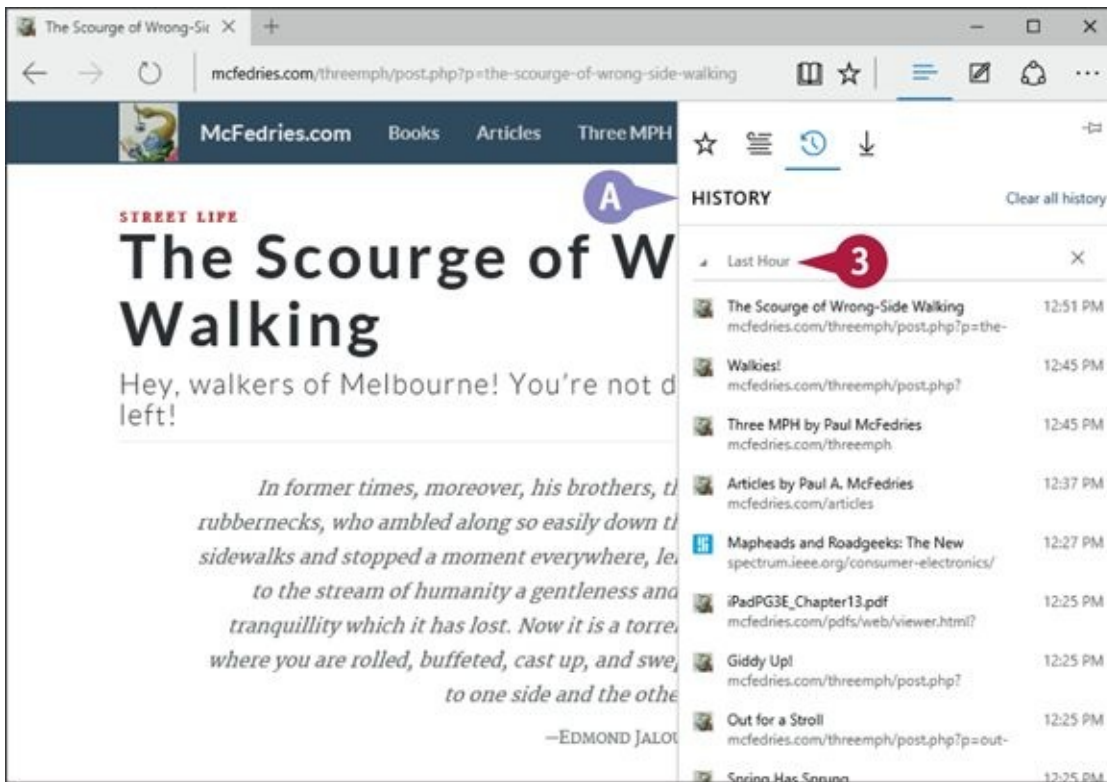 The Scourge of Wrong-Sic
mcfedries.com/threemph/post.php?p=the-scourge-of-wrong-side-walking
McFedries.com Books Articles Three MPH
A
HISTORY Clear all history
STREET LIFE
The Scourge of W
Walking
Hey, walkers of Melbourne! You're not d
left!
In former times, moreover, his brothers, th
rubbernecks, who ambled along so easily down th
sidewalks and stopped a moment everywhere, le
to the stream of humanity a gentleness and
tranquillity which it has lost. Now it is a torre
where you are rolled, buffeted, cast up, and swe
to one side and the othe
—EDMOND JALOU
Last Hour 3
The Scourge of Wrong-Side Walking 12:51 PM
mcfedries.com/threemph/post.php?p=the-
Walkies! 12:45 PM
mcfedries.com/threemph/post.php?
Three MPH by Paul McFedries 12:45 PM
mcfedries.com/threemph
Articles by Paul A. McFedries 12:37 PM
mcfedries.com/articles
Mapheads and Roadgeeks: The New 12:27 PM
spectrum.ieee.org/consumer-electronics/
iPadPG3E_Chapter13.pdf 12:25 PM
mcfedries.com/pdfs/web/viewer.html?
Giddy Up! 12:25 PM
mcfedries.com/threemph/post.php?
Out for a Stroll 12:25 PM
mcfedries.com/threemph/post.php?p=out-
Spring Has Sprung 12:25 PM